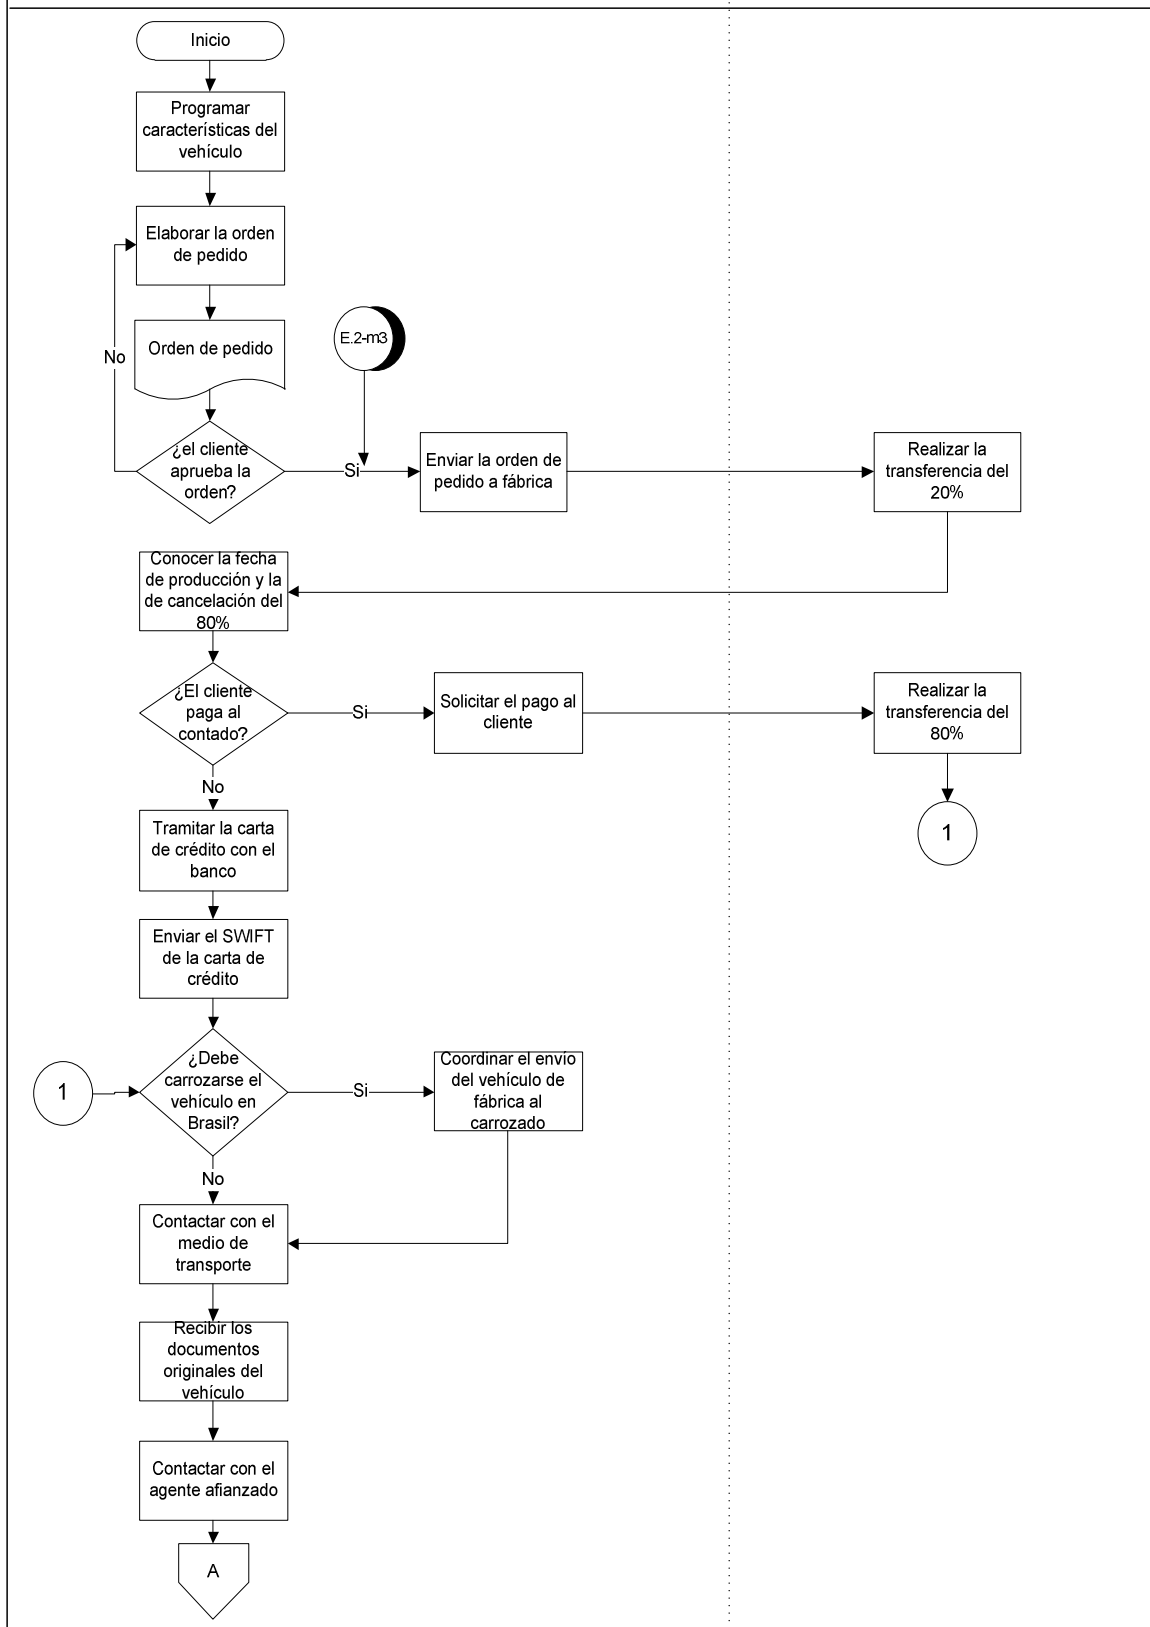 Inicio
Programar
características del
vehículo
Elaborar la orden
de pedido
No
Orden de pedido
E.2-m3
¿el cliente
aprueba la
orden?
Si
Enviar la orden de
pedido a fábrica
Realizar la
transferencia del
20%
Conocer la fecha
de producción y la
de cancelación del
80%
¿El cliente
paga al
contado?
Si
Solicitar el pago al
cliente
Realizar la
transferencia del
80%
No
1
Tramitar la carta
de crédito con el
banco
Enviar el SWIFT
de la carta de
crédito
1
¿Debe
carrozarse el
vehículo en
Brasil?
Si
Coordinar el envío
del vehículo de
fábrica al
carrozado
No
Contactar con el
medio de
transporte
Recibir los
documentos
originales del
vehículo
Contactar con el
agente afianzado
A